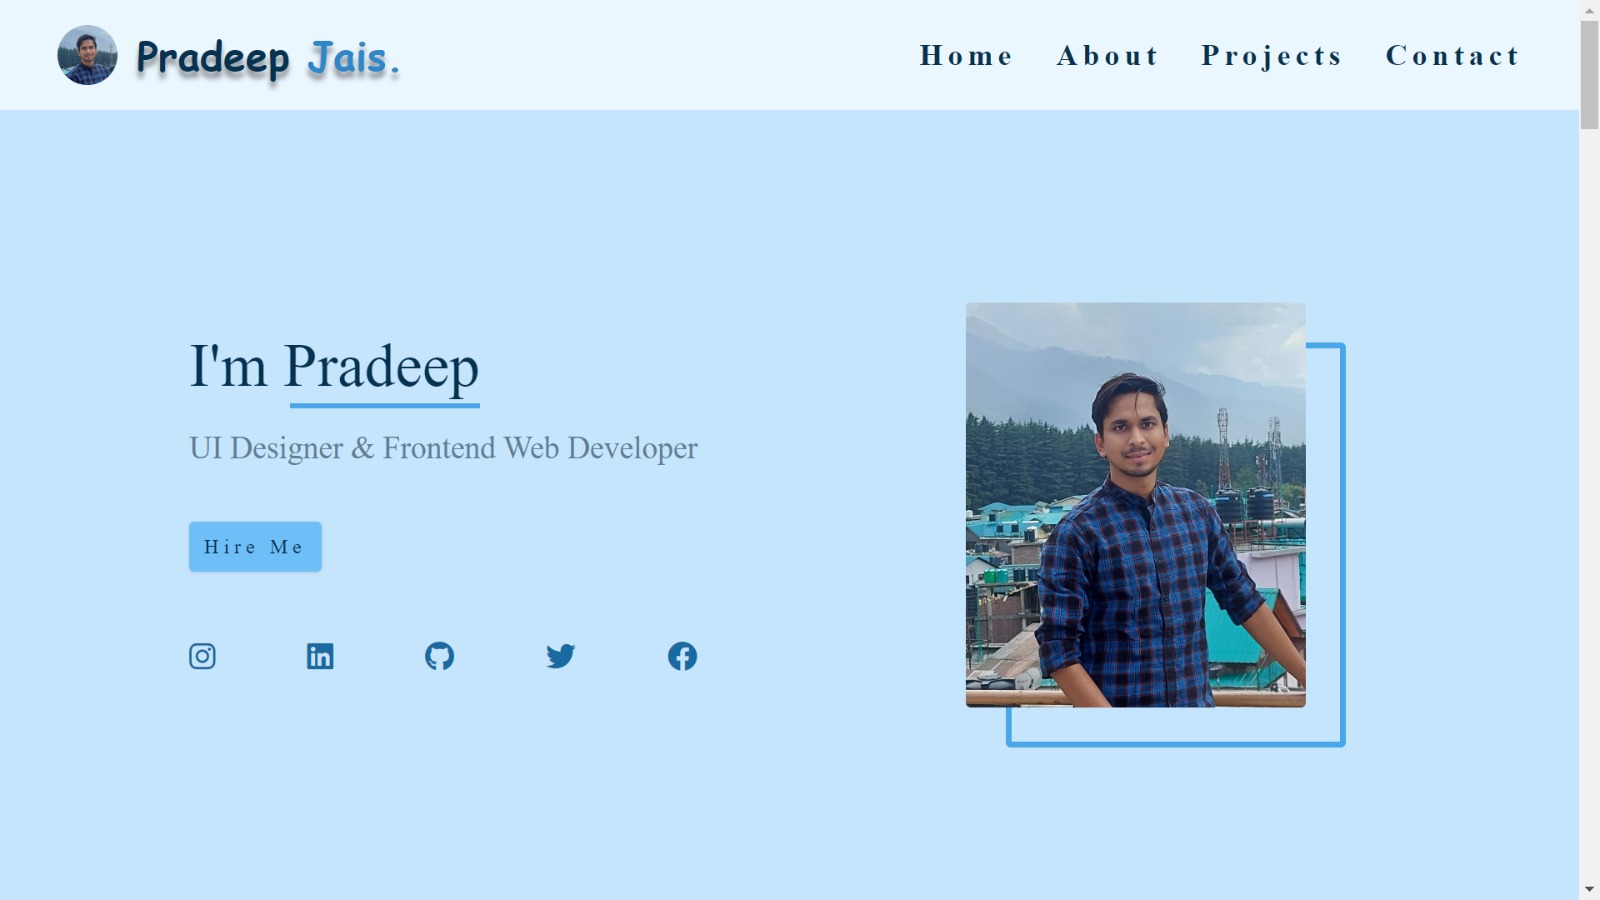 Pradeep Jais.
Home About Projects Contact
I'm Pradeep
UI Designer & Frontend Web Developer
Hire Me